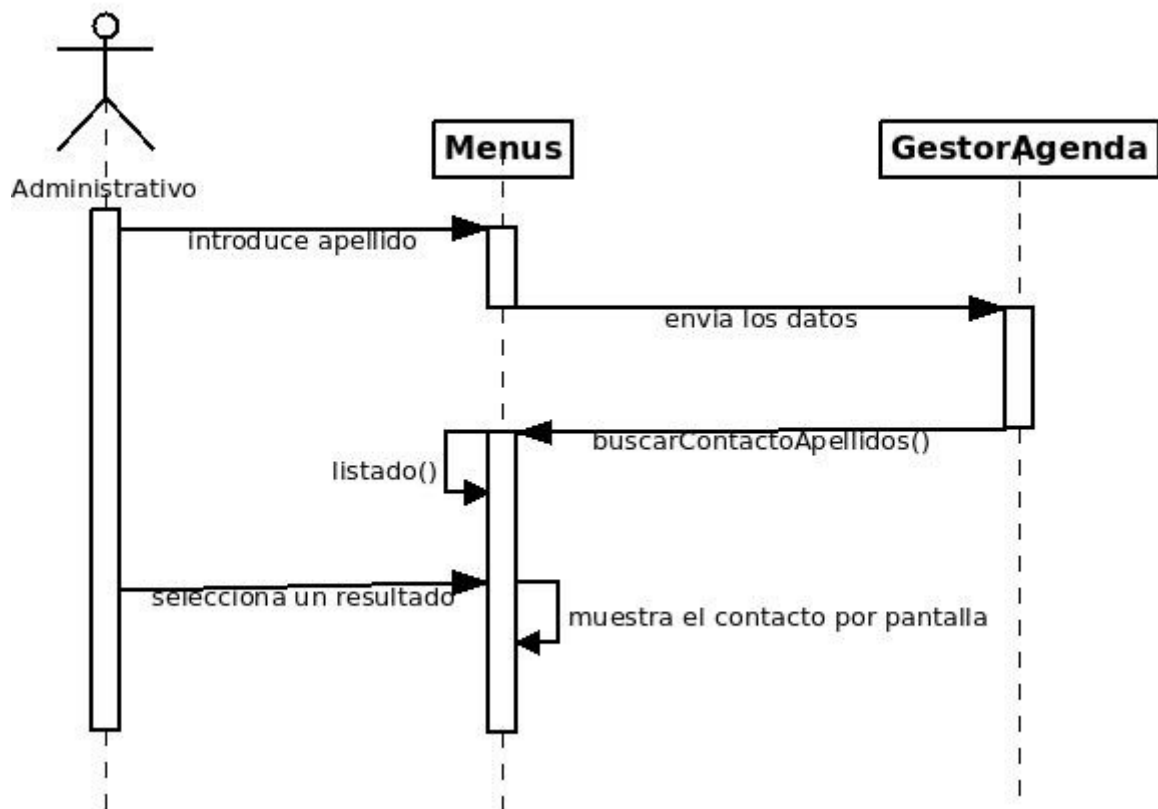 Menus
GestorAgenda
Administrativo
introduce apellido
envia los datos
buscarContactoApellidos()
listado()
selecciona un resultado
muestra el contacto por pantalla